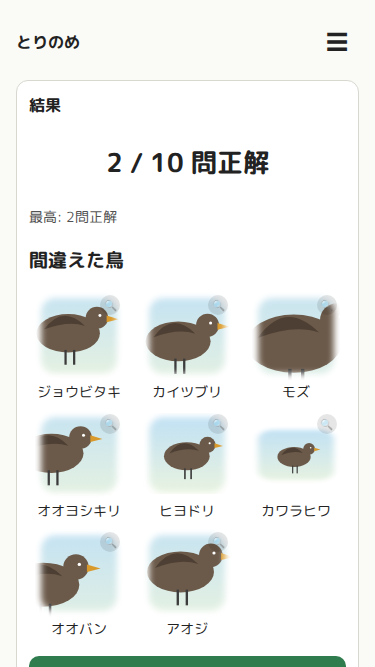 とりのめ
結果
2 / 10 問正解
最高: 2問正解
間違えた鳥
ジョウビタキ
カイツブリ
モズ
オオヨシキリ
ヒヨドリ
カワラヒワ
オオバン
アオジ